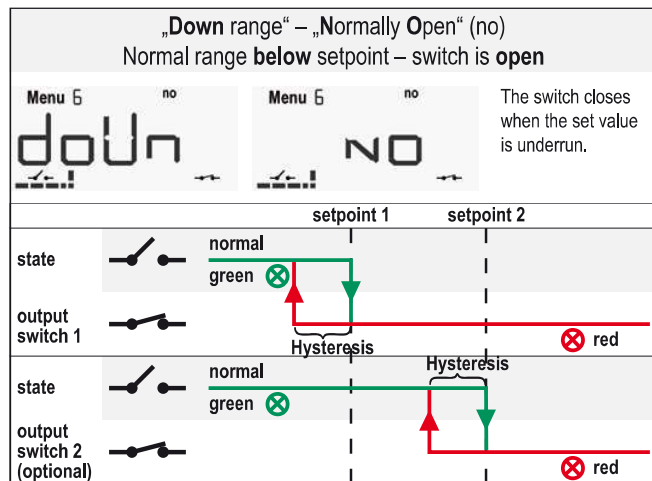 „Down range“ – „Normally Open“ (no)
Normal range below setpoint – switch is open
Menu 6 no
doUn
Menu 6 no
NO
The switch closes
when the set value
is underrun.
setpoint 1 setpoint 2
state
normal
green
output
switch 1
Hysteresis
red
state
normal
green
Hysteresis
output
switch 2
(optional)
red